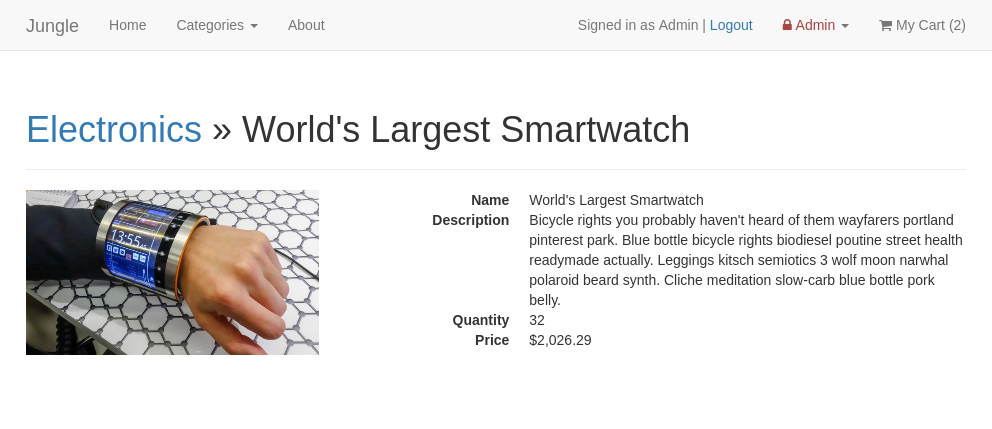 Jungle Home Categories About Signed in as Admin | Logout Admin My Cart (2)
Electronics » World's Largest Smartwatch
Name World's Largest Smartwatch
Description Bicycle rights you probably haven't heard of them wayfarers portland
pinterest park. Blue bottle bicycle rights biodiesel poutine street health
readymade actually. Leggings kitsch semiotics 3 wolf moon narwhal
polaroid beard synth. Cliche meditation slow-carb blue bottle pork
belly.
Quantity 32
Price $2,026.29
13:55